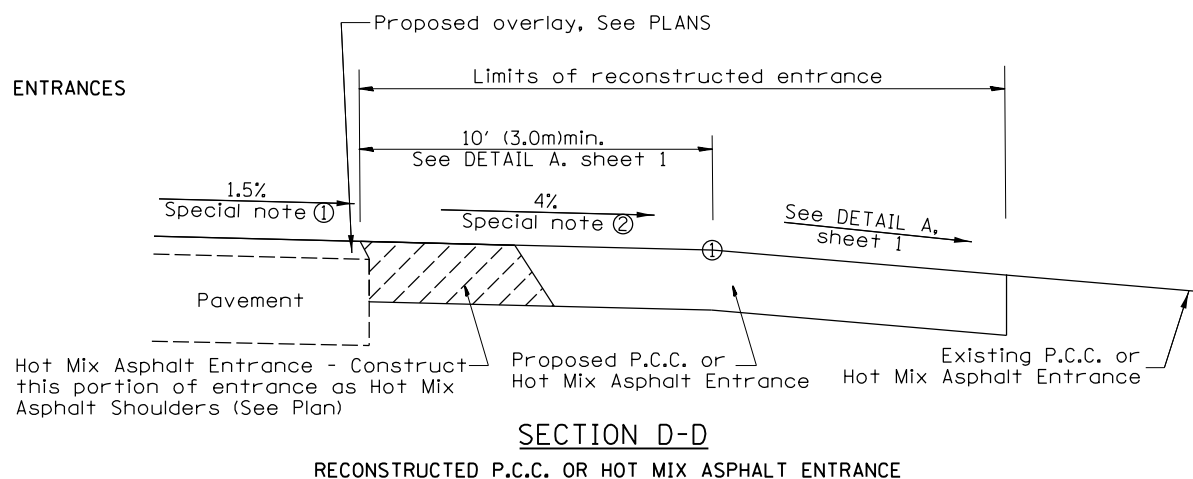 Proposed overlay, See PLANS
ENTRANCES
Limits of reconstructed entrance
10' (3.0m)min.
See DETAIL A. sheet 1
1.5%
Special note ①
4%
Special note ②
See DETAIL A,
sheet 1
①
Pavement
Hot Mix Asphalt Entrance - Construct
this portion of entrance as Hot Mix
Asphalt Shoulders (See Plan)
Proposed P.C.C. or
Hot Mix Asphalt Entrance
Existing P.C.C. or
Hot Mix Asphalt Entrance
SECTION D-D
RECONSTRUCTED P.C.C. OR HOT MIX ASPHALT ENTRANCE